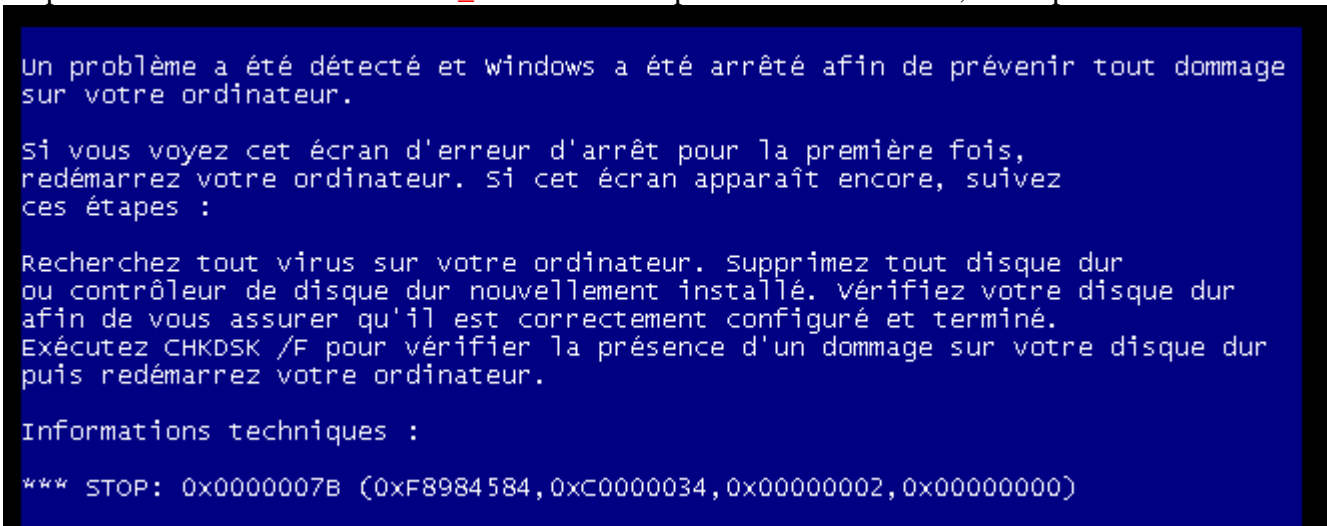 Un problème a été détecté et Windows a été arrêté afin de prévenir tout dommage
sur votre ordinateur.
Si vous voyez cet écran d'erreur d'arrêt pour la première fois,
redémarrez votre ordinateur. Si cet écran apparaît encore, suivez
ces étapes :
Recherchez tout virus sur votre ordinateur. Supprimez tout disque dur
ou contrôleur de disque dur nouvellement installé. Vérifiez votre disque dur
afin de vous assurer qu'il est correctement configuré et terminé.
Exécutez CHKDSK /F pour vérifier la présence d'un dommage sur votre disque dur
puis redémarrez votre ordinateur.
Informations techniques :
*** STOP: 0x0000007B (0xF8984584,0xC0000034,0x00000002,0x00000000)